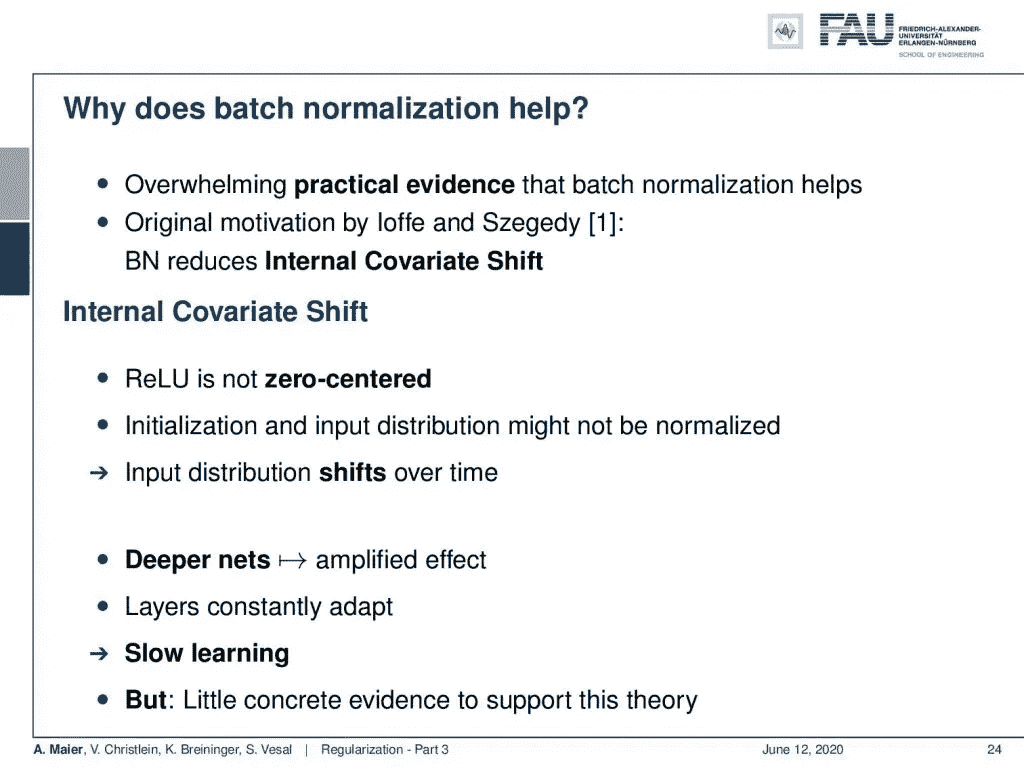 FAU
FRIEDRICH-ALEXANDER-
UNIVERSITÄT
ERLANGEN-NÜRNBERG
SCHOOL OF ENGINEERING
Why does batch normalization help?
• Overwhelming practical evidence that batch normalization helps
• Original motivation by Ioffe and Szegedy [1]:
BN reduces Internal Covariate Shift
Internal Covariate Shift
• ReLU is not zero-centered
• Initialization and input distribution might not be normalized
→ Input distribution shifts over time
• Deeper nets ↦ amplified effect
• Layers constantly adapt
→ Slow learning
• But: Little concrete evidence to support this theory
A. Maier, V. Christlein, K. Breininger, S. Vesal | Regularization - Part 3 June 12, 2020 24